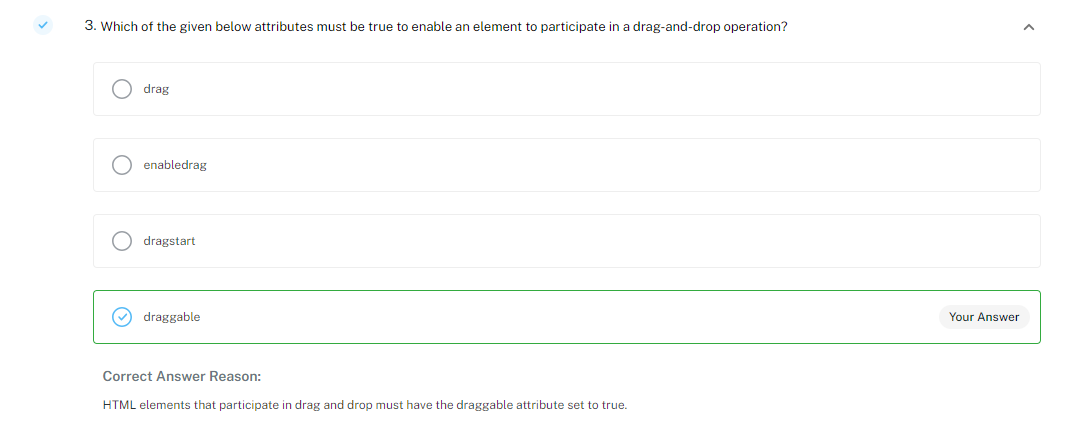 3. Which of the given below attributes must be true to enable an element to participate in a drag-and-drop operation?
drag
enabledrag
dragstart
draggable Your Answer
Correct Answer Reason:
HTML elements that participate in drag and drop must have the draggable attribute set to true.